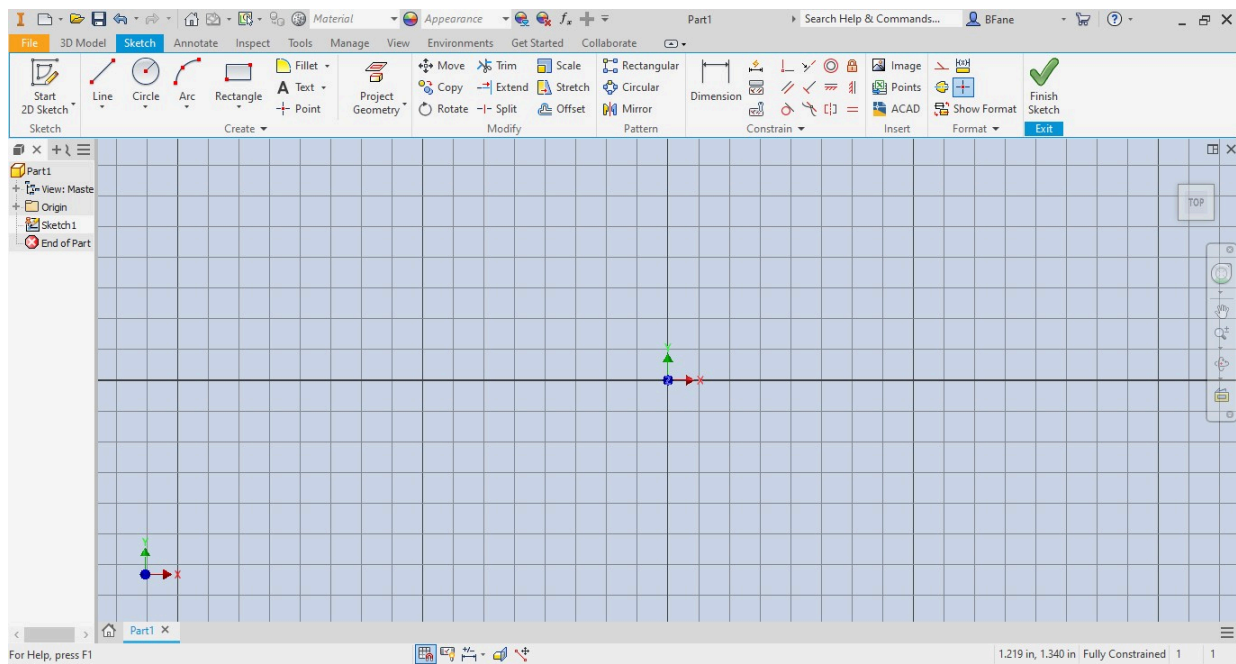 Material Appearance fx Part1 Search Help & Commands... BFane
File 3D Model Sketch Annotate Inspect Tools Manage View Environments Get Started Collaborate
Fillet Move Trim Scale Rectangular Image
Start 2D Sketch Line Circle Arc Rectangle Text Project Geometry Copy Extend Stretch Circular Dimension Points Finish Sketch
Point Rotate Split Offset Mirror ACAD Show Format
Sketch Create Modify Pattern Constrain Insert Format Exit
Part1
View: Maste
Origin
Sketch1
End of Part
TOP
Y
Z X
Y
X
Part1
For Help, press F1 1.219 in, 1.340 in Fully Constrained 1 1